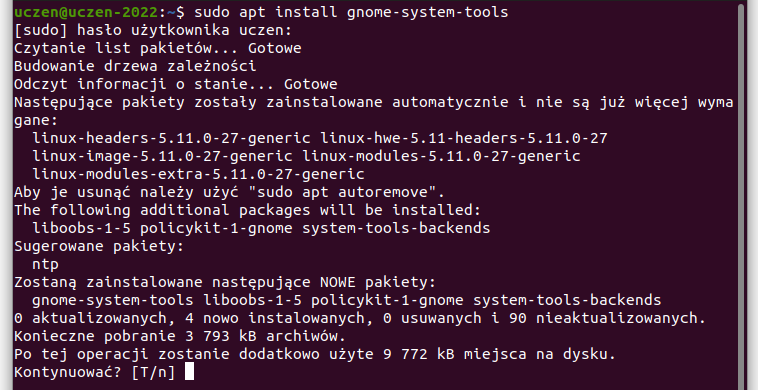 uczen@uczen-2022:~$ sudo apt install gnome-system-tools
[sudo] hasło użytkownika uczen:
Czytanie list pakietów... Gotowe
Budowanie drzewa zależności
Odczyt informacji o stanie... Gotowe
Następujące pakiety zostały zainstalowane automatycznie i nie są już więcej wyma
gane:
  linux-headers-5.11.0-27-generic linux-hwe-5.11-headers-5.11.0-27
  linux-image-5.11.0-27-generic linux-modules-5.11.0-27-generic
  linux-modules-extra-5.11.0-27-generic
Aby je usunąć należy użyć "sudo apt autoremove".
The following additional packages will be installed:
  liboobs-1-5 policykit-1-gnome system-tools-backends
Sugerowane pakiety:
  ntp
Zostaną zainstalowane następujące NOWE pakiety:
  gnome-system-tools liboobs-1-5 policykit-1-gnome system-tools-backends
0 aktualizowanych, 4 nowo instalowanych, 0 usuwanych i 90 nieaktualizowanych.
Konieczne pobranie 3 793 kB archiwów.
Po tej operacji zostanie dodatkowo użyte 9 772 kB miejsca na dysku.
Kontynuować? [T/n]